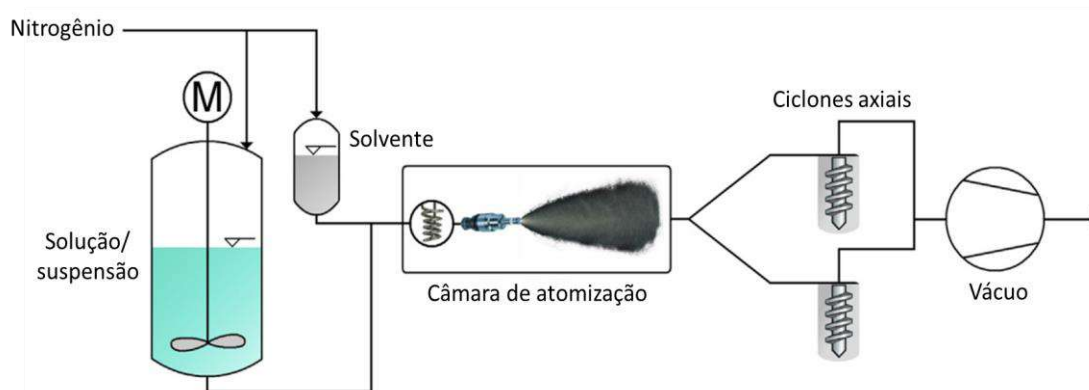 Nitrogênio
M
Solvente
Ciclones axiais
Solução/
suspensão
Câmara de atomização
Vácuo